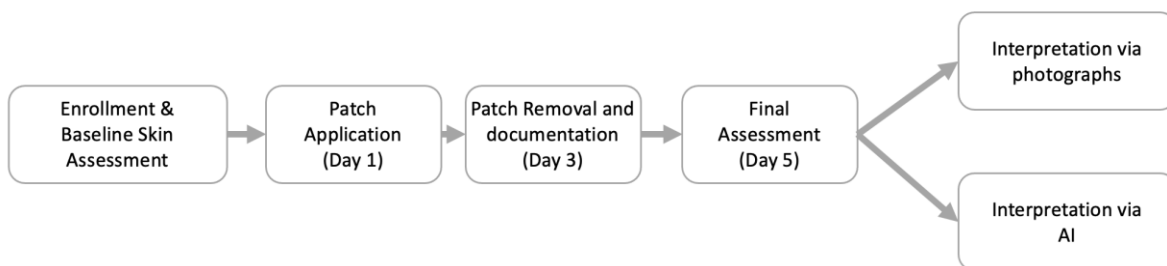 Enrollment &
Baseline Skin
Assessment
Patch
Application
(Day 1)
Patch Removal and
documentation
(Day 3)
Final
Assessment
(Day 5)
Interpretation via
photographs
Interpretation via
AI